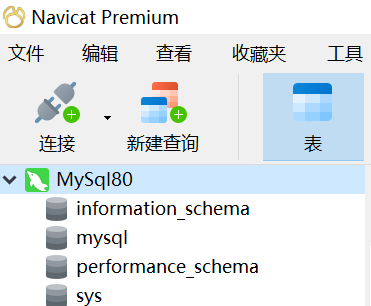 Navicat Premium
文件 编辑 查看 收藏夹 工具
连接 新建查询 表
MySql80
information_schema
mysql
performance_schema
sys